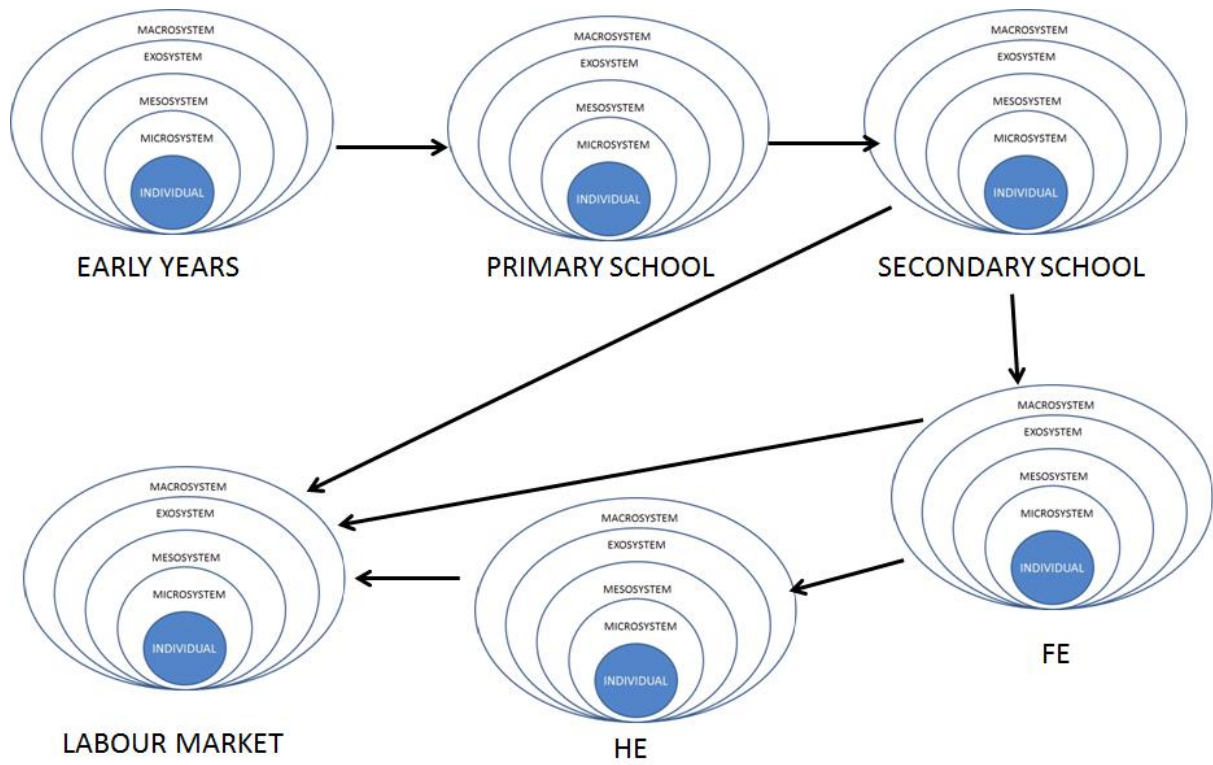 MACROSYSTEM
EXOSYSTEM
MESOSYSTEM
MICROSYSTEM
INDIVIDUAL
EARLY YEARS
MACROSYSTEM
EXOSYSTEM
MESOSYSTEM
MICROSYSTEM
INDIVIDUAL
PRIMARY SCHOOL
MACROSYSTEM
EXOSYSTEM
MESOSYSTEM
MICROSYSTEM
INDIVIDUAL
SECONDARY SCHOOL
MACROSYSTEM
EXOSYSTEM
MESOSYSTEM
MICROSYSTEM
INDIVIDUAL
LABOUR MARKET
MACROSYSTEM
EXOSYSTEM
MESOSYSTEM
MICROSYSTEM
INDIVIDUAL
HE
MACROSYSTEM
EXOSYSTEM
MESOSYSTEM
MICROSYSTEM
INDIVIDUAL
FE